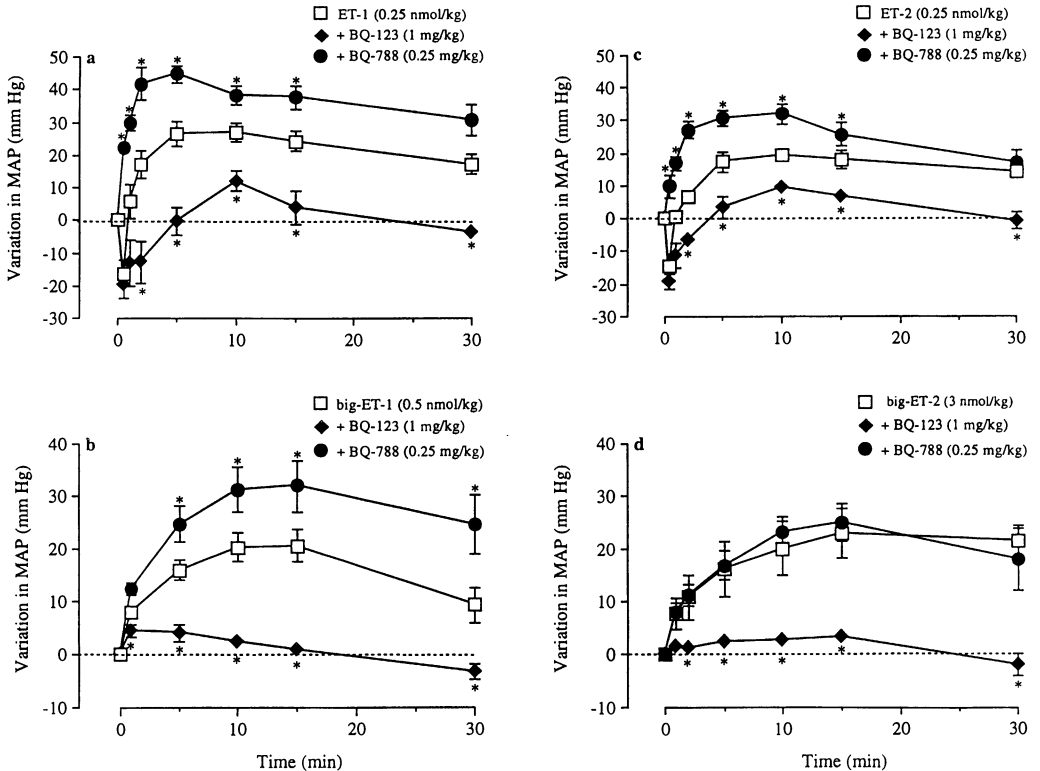 ET-1 (0.25 nmol/kg)
+ BQ-123 (1 mg/kg)
+ BQ-788 (0.25 mg/kg)
a
Variation in MAP (mm Hg)
50
40
30
20
10
0
-10
-20
-30
0 10 20 30
* * * * * *
* * * * *
ET-2 (0.25 nmol/kg)
+ BQ-123 (1 mg/kg)
+ BQ-788 (0.25 mg/kg)
c
Variation in MAP (mm Hg)
50
40
30
20
10
0
-10
-20
-30
0 10 20 30
* * * * * *
* * * * *
big-ET-1 (0.5 nmol/kg)
+ BQ-123 (1 mg/kg)
+ BQ-788 (0.25 mg/kg)
b
Variation in MAP (mm Hg)
40
30
20
10
0
-10
0 10 20 30
Time (min)
* * * *
* * * * *
big-ET-2 (3 nmol/kg)
+ BQ-123 (1 mg/kg)
+ BQ-788 (0.25 mg/kg)
d
Variation in MAP (mm Hg)
40
30
20
10
0
-10
0 10 20 30
Time (min)
* * * * *